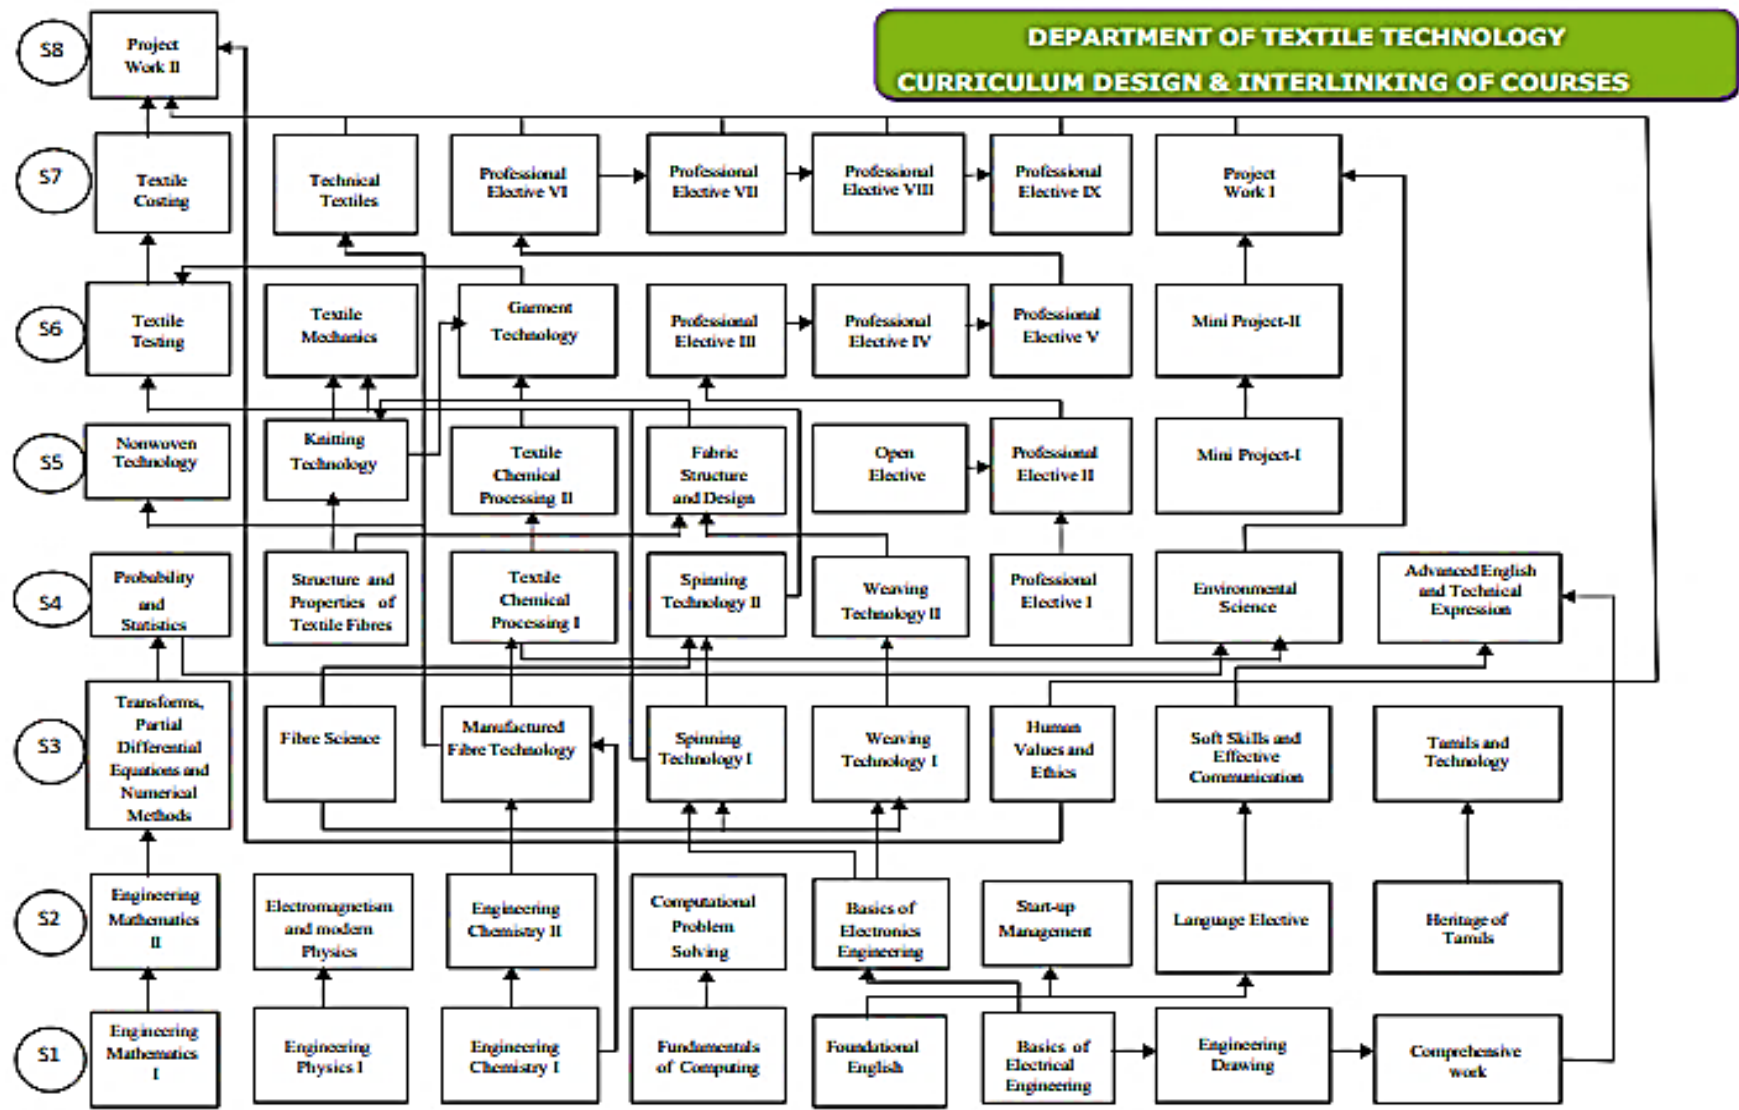 DEPARTMENT OF TEXTILE TECHNOLOGY
CURRICULUM DESIGN & INTERLINKING OF COURSES
S8
Project
Work II
S7
Textile
Costing
Technical
Textiles
Professional
Elective VI
Professional
Elective VII
Professional
Elective VIII
Professional
Elective IX
Project
Work I
S6
Textile
Testing
Textile
Mechanics
Garment
Technology
Professional
Elective III
Professional
Elective IV
Professional
Elective V
Mini Project-II
S5
Nonwoven
Technology
Knitting
Technology
Textile
Chemical
Processing II
Fabric
Structure
and Design
Open
Elective
Professional
Elective II
Mini Project-I
S4
Probability
and
Statistics
Structure and
Properties of
Textile Fibres
Textile
Chemical
Processing I
Spinning
Technology II
Weaving
Technology II
Professional
Elective I
Environmental
Science
Advanced English
and Technical
Expression
S3
Transforms,
Partial
Differential
Equations and
Numerical
Methods
Fibre Science
Manufactured
Fibre Technology
Spinning
Technology I
Weaving
Technology I
Human
Values and
Ethics
Soft Skills and
Effective
Communication
Tamils and
Technology
S2
Engineering
Mathematics
II
Electromagnetism
and modern
Physics
Engineering
Chemistry II
Computational
Problem
Solving
Basics of
Electronics
Engineering
Start-up
Management
Language Elective
Heritage of
Tamils
S1
Engineering
Mathematics
I
Engineering
Physics I
Engineering
Chemistry I
Fundamentals
of Computing
Foundational
English
Basics of
Electrical
Engineering
Engineering
Drawing
Comprehensive
work